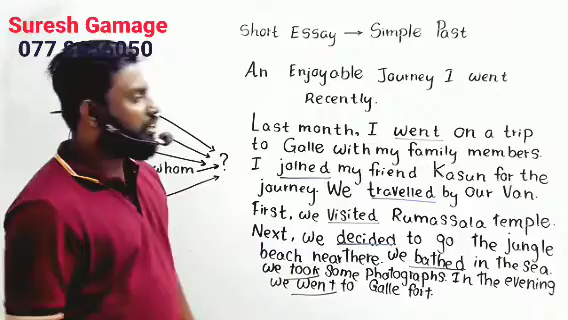 Suresh Gamage
Short Essay → Simple Past
An Enjoyable Journey I went
Recently.
Last month, I went on a trip
to Galle with my family members.
I joined my friend Kasun for the
journey. We travelled by our Van.
First, we visited Rumassala temple.
Next, we decided to go the jungle
beach near there. We bathed in the sea.
we took some photographs. In the evening
we went to Galle fort.
whom
?